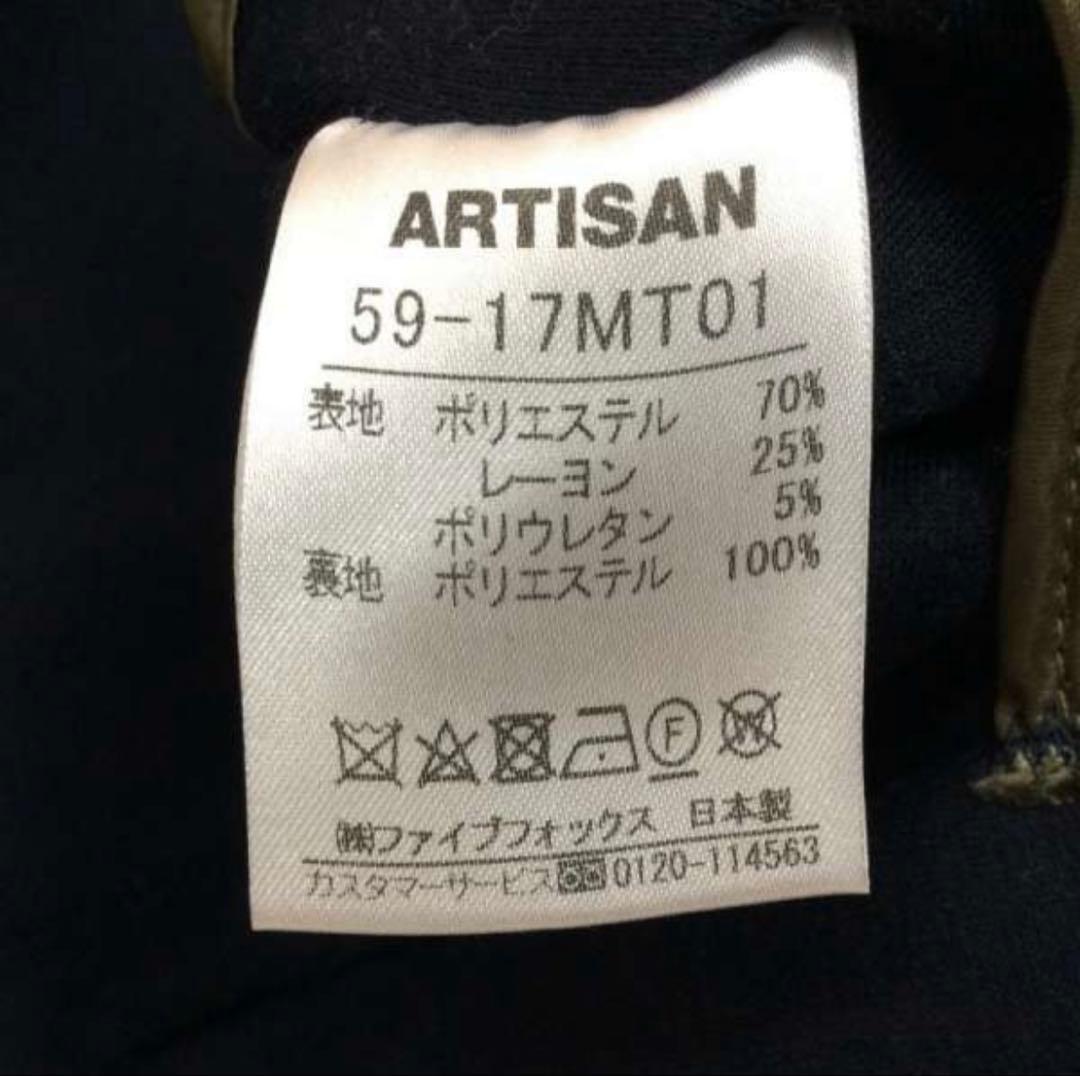 ARTISAN
59-17MT01
表地 ポリエステル 70%
レーヨン 25%
ポリウレタン 5%
裏地 ポリエステル 100%
F W
㈱ファイブフォックス 日本製
カスタマーサービス 0120-114563